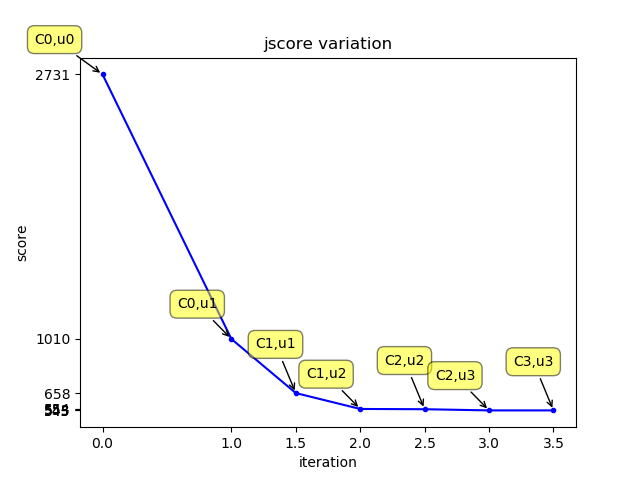 jscore variation
C0,u0
2731
C0,u1
C1,u1
C1,u2
C2,u2
C2,u3
C3,u3
score
1010
658
0.0 1.0 1.5 2.0 2.5 3.0 3.5
iteration